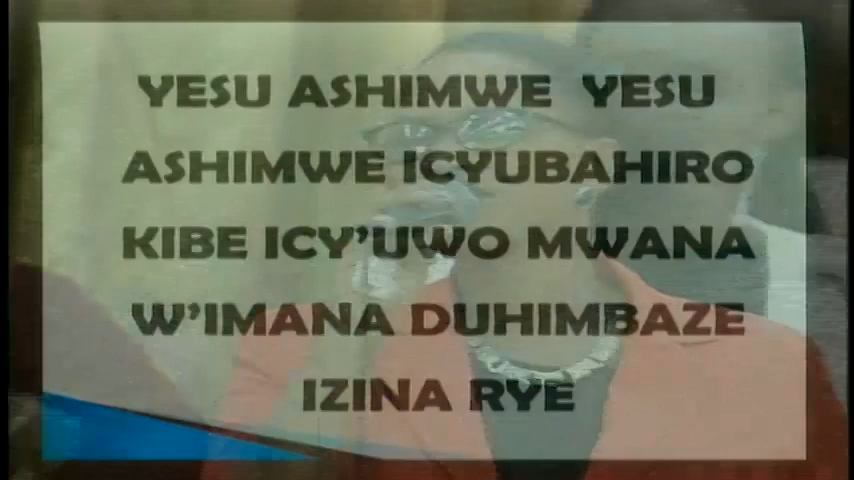 YESU ASHIMWE YESU
ASHIMWE ICYUBAHIRO
KIBE ICY'UWO MWANA
W'IMANA DUHIMBAZE
IZINA RYE